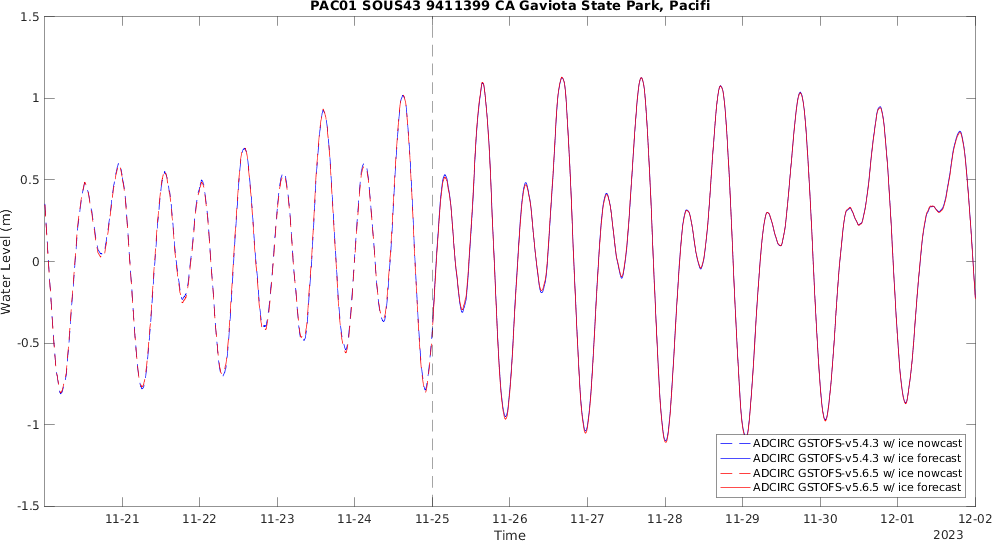 PAC01 SOUS43 9411399 CA Gaviota State Park, Pacifi
1.5
1
0.5
0
-0.5
-1
-1.5
Water Level (m)
11-21 11-22 11-23 11-24 11-25 11-26 11-27 11-28 11-29 11-30 12-01 12-02
Time
2023
ADCIRC GSTOFS-v5.4.3 w/ ice nowcast
ADCIRC GSTOFS-v5.4.3 w/ ice forecast
ADCIRC GSTOFS-v5.6.5 w/ ice nowcast
ADCIRC GSTOFS-v5.6.5 w/ ice forecast